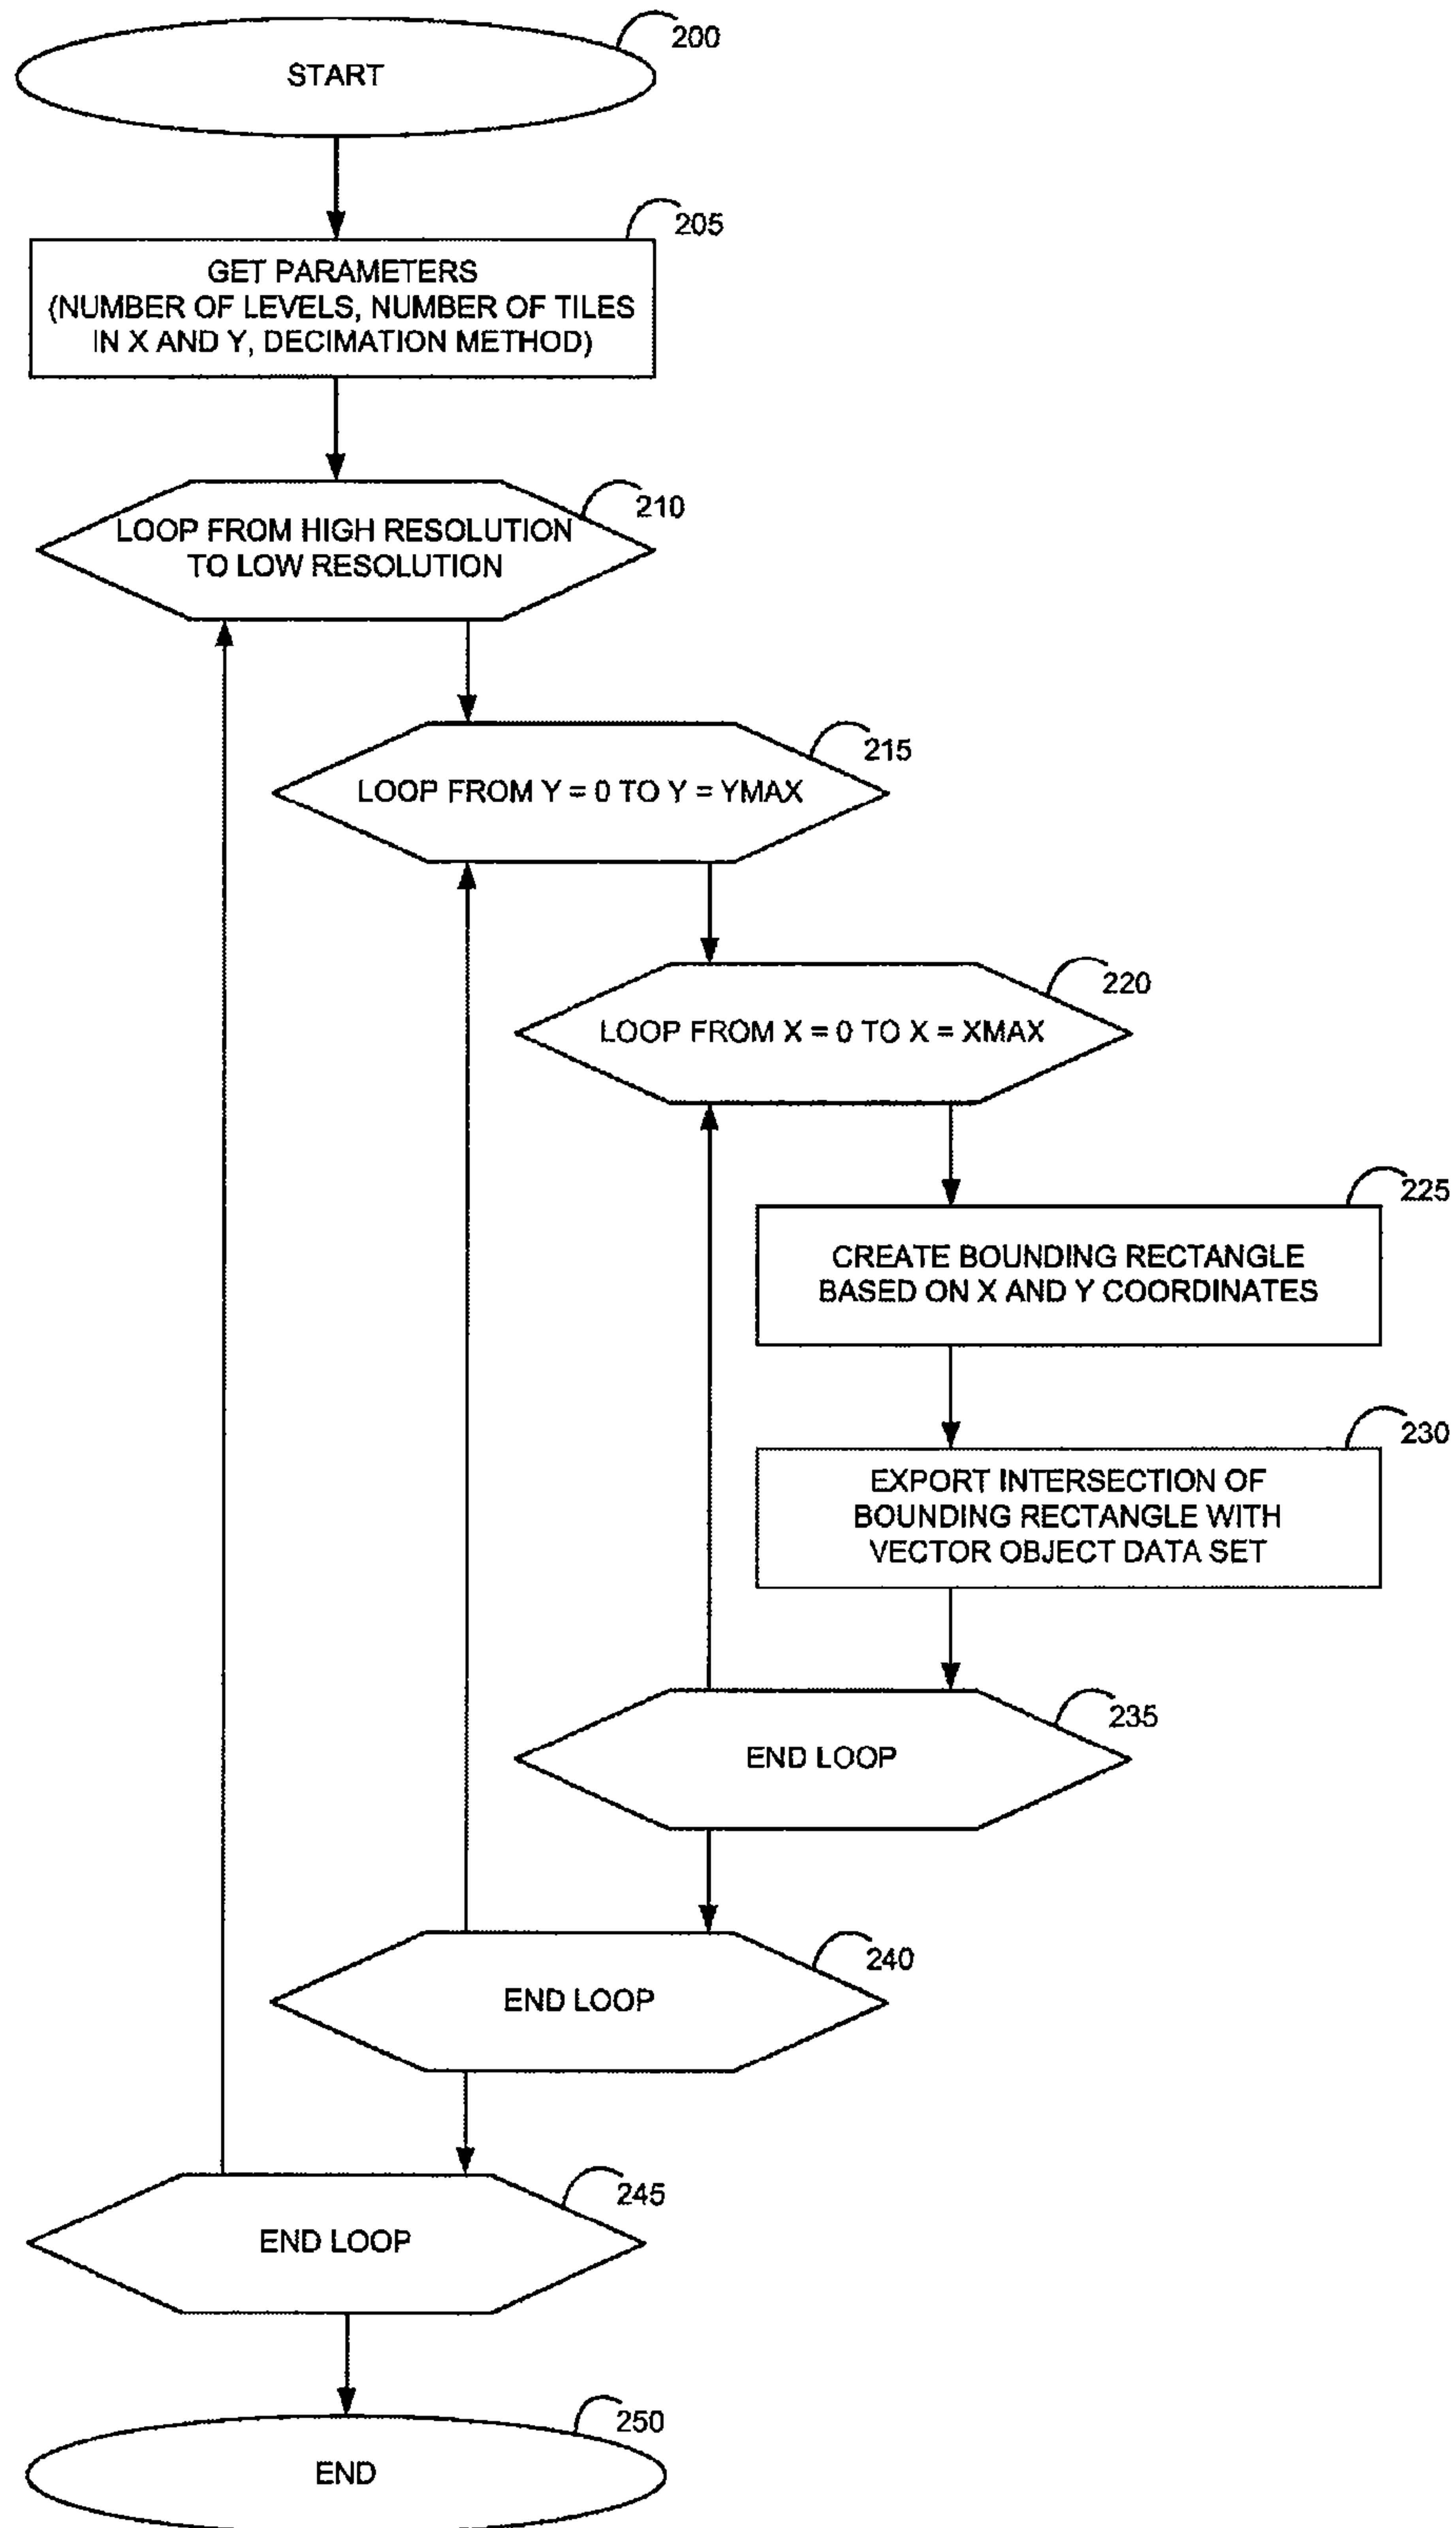 200
START
205
GET PARAMETERS
(NUMBER OF LEVELS, NUMBER OF TILES
IN X AND Y, DECIMATION METHOD)
210
LOOP FROM HIGH RESOLUTION
TO LOW RESOLUTION
215
LOOP FROM Y = 0 TO Y = YMAX
220
LOOP FROM X = 0 TO X = XMAX
225
CREATE BOUNDING RECTANGLE
BASED ON X AND Y COORDINATES
230
EXPORT INTERSECTION OF
BOUNDING RECTANGLE WITH
VECTOR OBJECT DATA SET
235
END LOOP
240
END LOOP
245
END LOOP
250
END